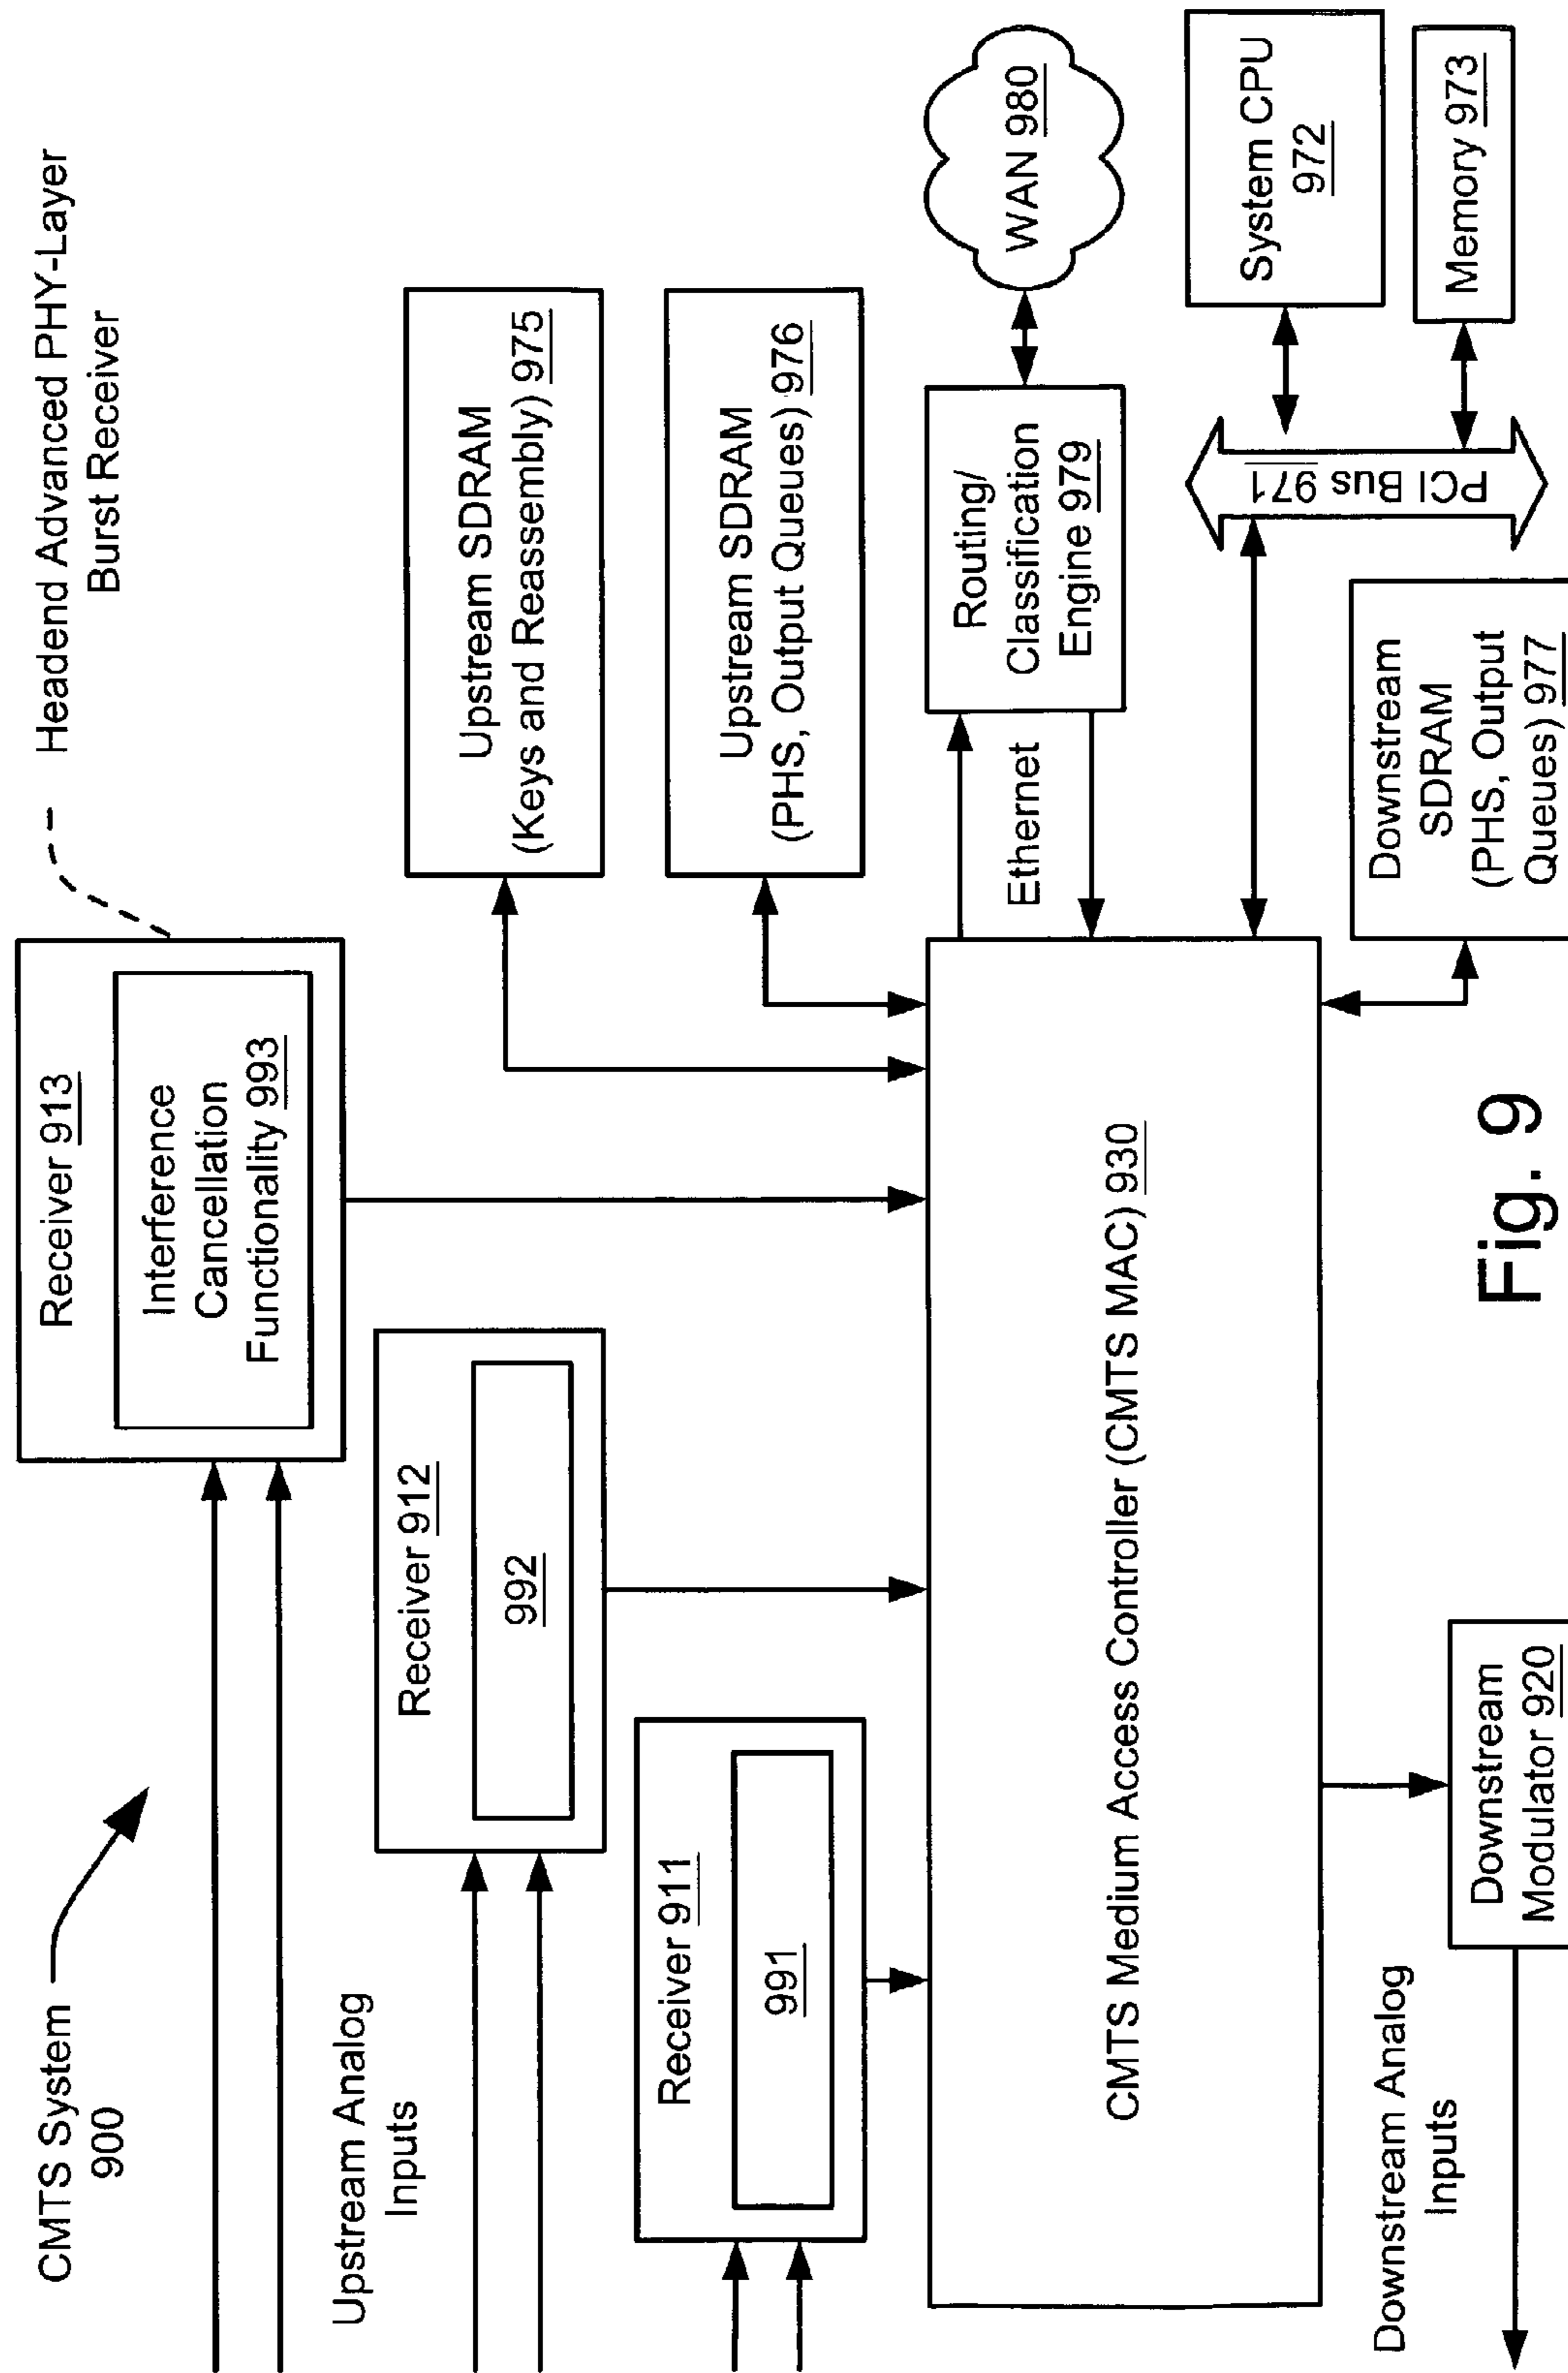 CMTS System
900
Headend Advanced PHY-Layer
Burst Receiver
Receiver 913
Interference
Cancellation
Functionality 993
Upstream Analog
Inputs
Receiver 912
992
Receiver 911
991
Upstream SDRAM
(Keys and Reassembly) 975
Upstream SDRAM
(PHS, Output Queues) 976
CMTS Medium Access Controller (CMTS MAC) 930
Ethernet
Routing/
Classification
Engine 979
WAN 980
PCI Bus 971
System CPU
972
Memory 973
Downstream
SDRAM
(PHS, Output
Queues) 977
Downstream Analog
Inputs
Downstream
Modulator 920
Fig. 9